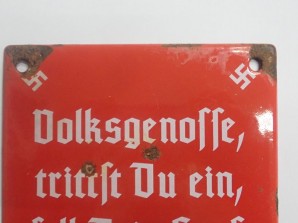 Volksgenosse,
trittst Du ein,